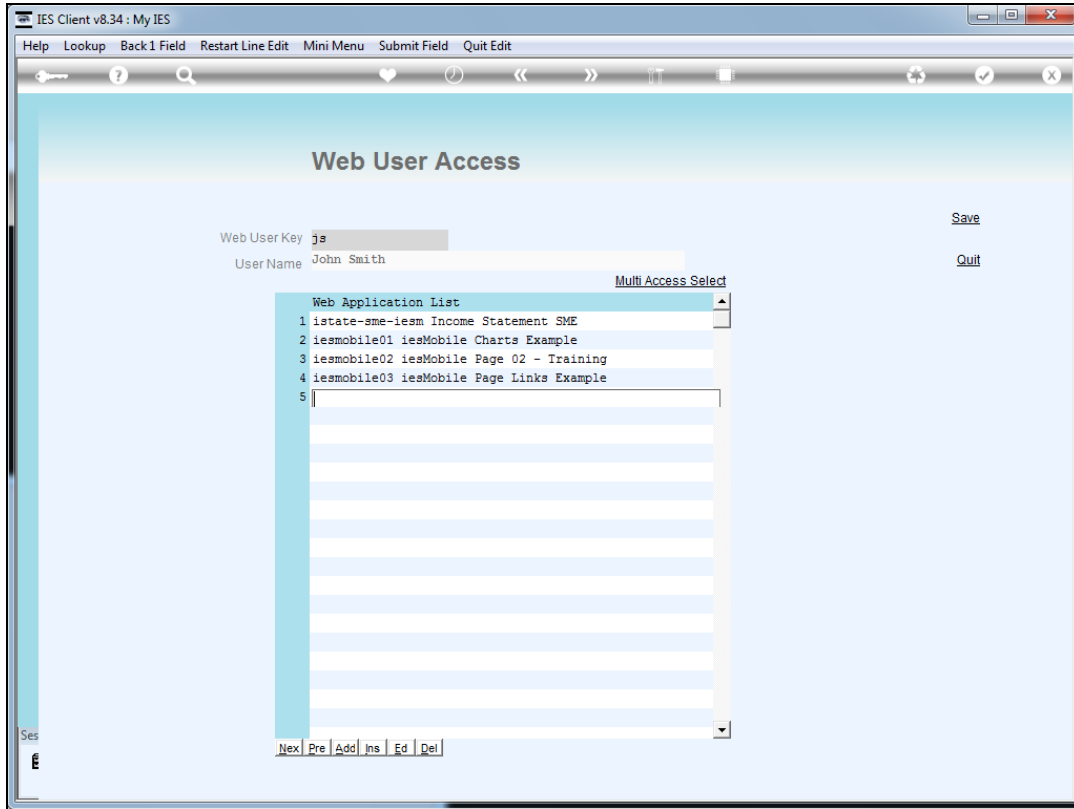 IES Client v8.34 : My IES
Help Lookup Back 1 Field Restart Line Edit Mini Menu Submit Field Quit Edit
Web User Access
Save
Web User Key js
User Name John Smith
Quit
Multi Access Select
Web Application List
1 istate-sme-iesm Income Statement SME
2 iesmobile01 iesMobile Charts Example
3 iesmobile02 iesMobile Page 02 - Training
4 iesmobile03 iesMobile Page Links Example
5
Ses
Nex Pre Add Ins Ed Del